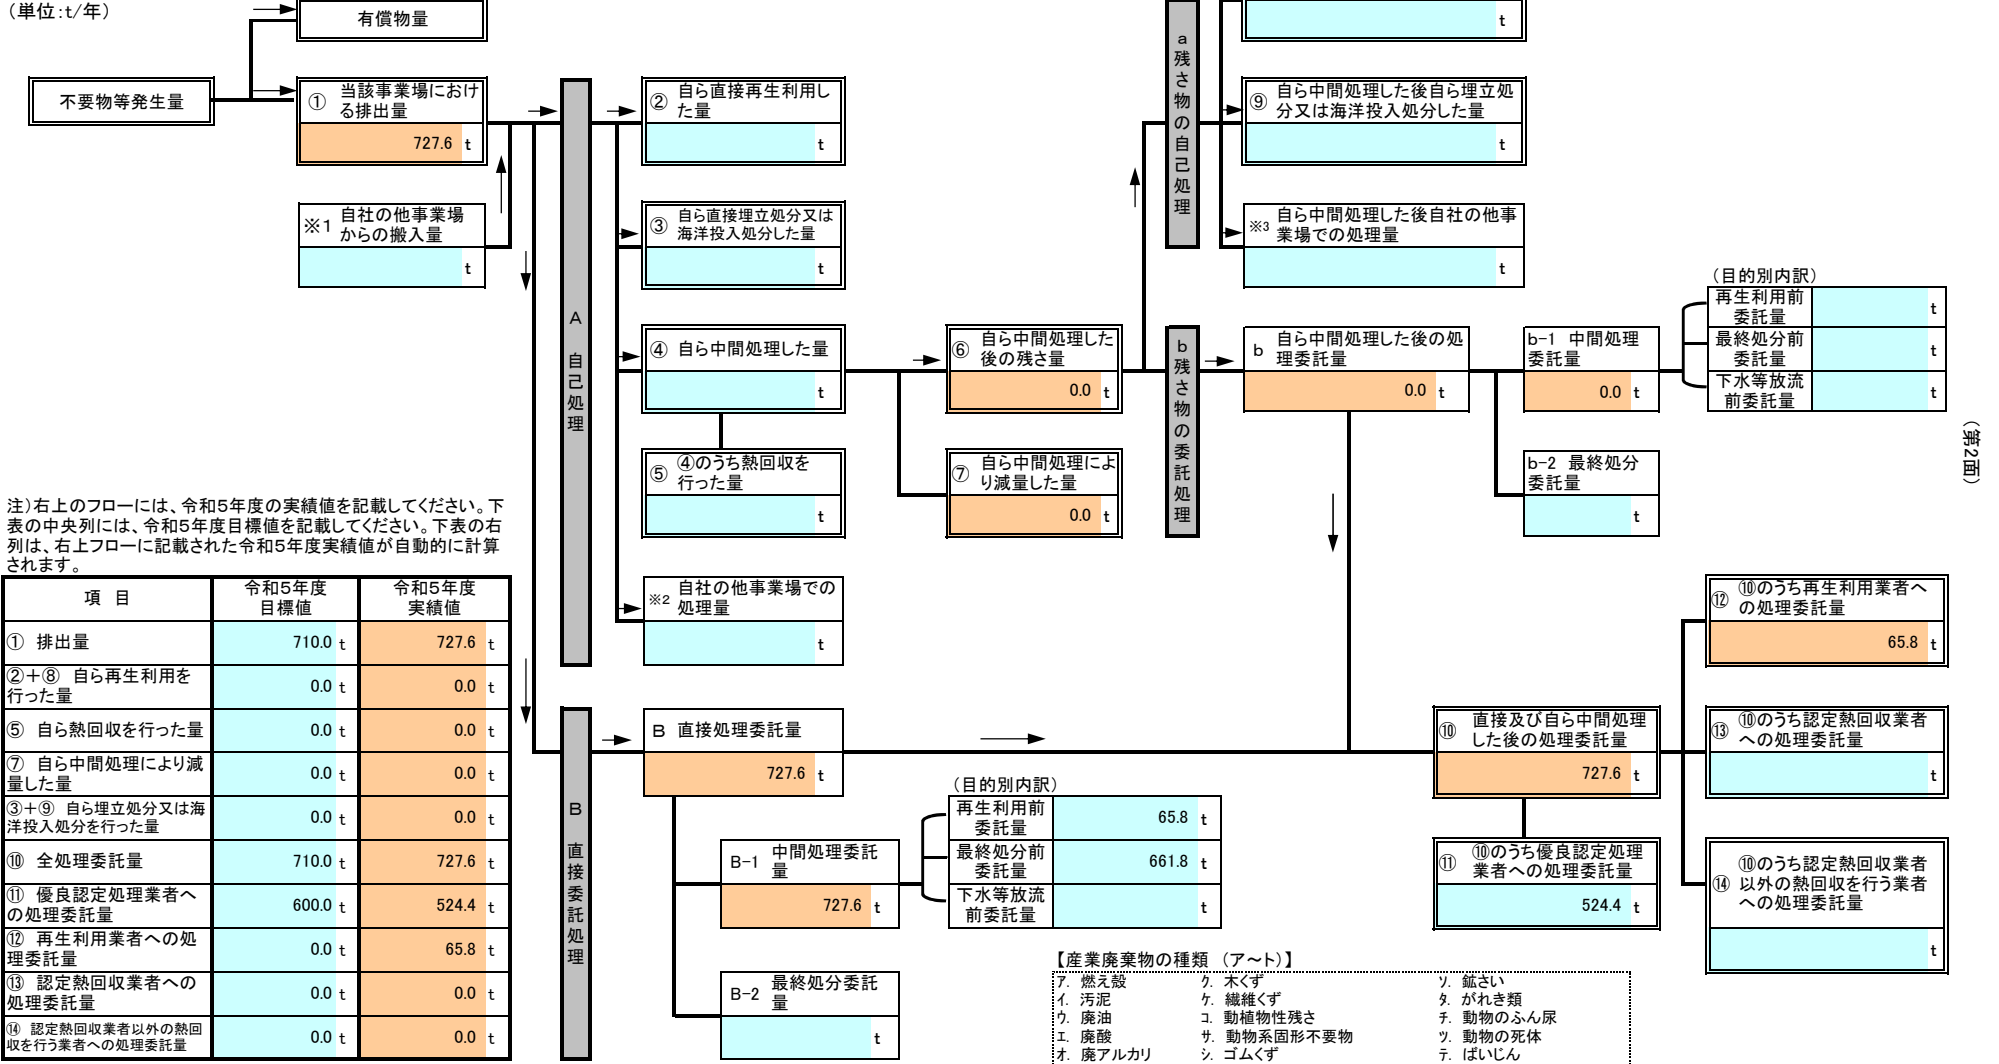 （単位：t/年）
有償物量
不要物等発生量
① 当該事業場におけ
る排出量
727.6 t
※1 自社の他事業場
からの搬入量
t
A 自己処理
② 自ら直接再生利用し
た量
t
③ 自ら直接埋立処分又は
海洋投入処分した量
t
④ 自ら中間処理した量
t
⑤ ④のうち熱回収を
行った量
t
※2 自社の他事業場での
処理量
t
⑥ 自ら中間処理した
後の残さ量
0.0 t
⑦ 自ら中間処理によ
り減量した量
0.0 t
a 残さ物の自己処理
t
⑨ 自ら中間処理した後自ら埋立処
分又は海洋投入処分した量
t
※3 自ら中間処理した後自社の他事
業場での処理量
t
b 残さ物の委託処理
b 自ら中間処理した後の処
理委託量
0.0 t
b-1 中間処理
委託量
0.0 t
b-2 最終処分
委託量
t
（目的別内訳）
再生利用前
委託量
t
最終処分前
委託量
t
下水等放流
前委託量
t
（第2面）
注）右上のフローには、令和5年度の実績値を記載してください。下
表の中央列には、令和5年度目標値を記載してください。下表の右
列は、右上フローに記載された令和5年度実績値が自動的に計算
されます。
項 目 令和5年度 目標値 令和5年度 実績値
① 排出量 710.0 t 727.6 t
②＋⑧ 自ら再生利用を
行った量 0.0 t 0.0 t
⑤ 自ら熱回収を行った量 0.0 t 0.0 t
⑦ 自ら中間処理により減
量した量 0.0 t 0.0 t
③＋⑨ 自ら埋立処分又は海
洋投入処分を行った量 0.0 t 0.0 t
⑩ 全処理委託量 710.0 t 727.6 t
⑪ 優良認定処理業者へ
の処理委託量 600.0 t 524.4 t
⑫ 再生利用業者への処
理委託量 0.0 t 65.8 t
⑬ 認定熱回収業者への
処理委託量 0.0 t 0.0 t
⑭ 認定熱回収業者以外の熱回
収を行う業者への処理委託量 0.0 t 0.0 t
B 直接委託処理
B 直接処理委託量
727.6 t
B-1 中間処理委託
量
727.6 t
B-2 最終処分委託
量
t
（目的別内訳）
再生利用前
委託量
65.8 t
最終処分前
委託量
661.8 t
下水等放流
前委託量
t
⑩ 直接及び自ら中間処理
した後の処理委託量
727.6 t
⑪ ⑩のうち優良認定処理
業者への処理委託量
524.4 t
⑫ ⑩のうち再生利用業者へ
の処理委託量
65.8 t
⑬ ⑩のうち認定熱回収業者
への処理委託量
t
⑭ ⑩のうち認定熱回収業者
以外の熱回収を行う業者
への処理委託量
t
【産業廃棄物の種類 （ア～ト）】
ア. 燃え殻 ク. 木くず ソ. 鉱さい
イ. 汚泥 ケ. 繊維くず タ. がれき類
ウ. 廃油 コ. 動植物性残さ チ. 動物のふん尿
エ. 廃酸 サ. 動物系固形不要物 ツ. 動物の死体
オ. 廃アルカリ シ. ゴムくず テ. ばいじん